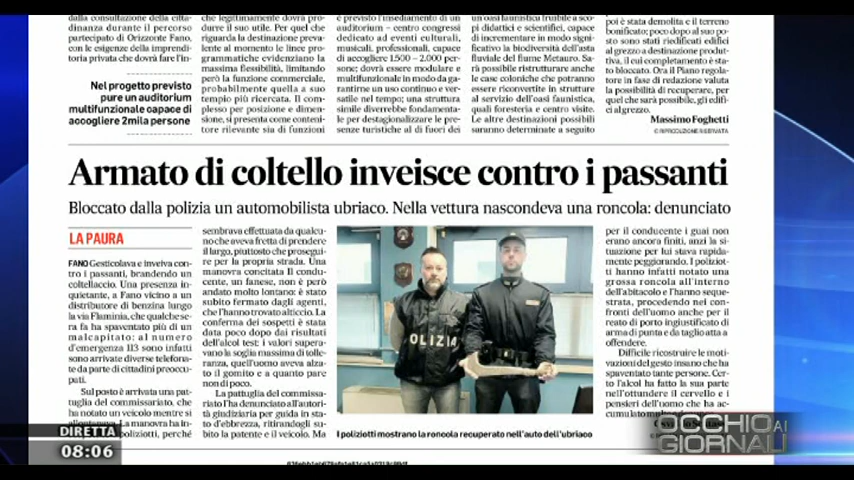 dalla consultazione della citta-
dinanza durante il percorso
partecipato di Orizzonte Fano,
con le esigenze della imprendito-
ria privata che dovrà fare il
Nel progetto previsto
pure un auditorium
multifunzionale capace di
accogliere 2mila persone
che legittimamente dovrà produ-
re il suo utile. Per quel che
riguarda la destinazione preva-
lente al momento le linee pro-
grammatiche evidenziano la
massima flessibilità, limitando
però la funzione commerciale,
probabilmente quella a suo
tempio più ricercata. Il com-
plesso per posizione e dimensio-
ne, si presenta come conteni-
tore rilevante sia di funzioni
previsto l'insediamento di un
auditorium – centro congressi
dedicato ad eventi culturali,
musicali, professionali, capace
di accogliere 1.500 – 2.000 per-
sone; dovrà essere modulare e
multifunzionale in modo da ga-
rantirne un uso continuo e ver-
satile nel tempo; una struttura
simile diverrebbe fondamenta-
le per destagionalizzare le pre-
senze turistiche al di fuori dei
un'oasi faunistica fruibile a sco-
pi didattici e scientifici, capace
di incrementare in modo signi-
ficativo la biodiversità dell'asta
fluviale del fiume Metauro. Sa-
rà possibile ristrutturare anche
le case coloniche che potranno
essere riconvertite in strutture
al servizio dell'oasi faunistica,
quali foresteria e centro visite.
Le altre destinazioni possibili
saranno determinate a seguito
poi è stata demolita e il terreno
bonificato; poco dopo al suo po-
sto sono stati riedificati edifici
al grezzo a destinazione produt-
tiva, il cui completamento è sta-
to bloccato. Ora il Piano regola-
tore in fase di redazione valuta
la possibilità di recuperare, per
quel che sarà possibile, gli edifi-
ci al grezzo.
Massimo Foghetti
© RIPRODUZIONE RISERVATA
Armato di coltello inveisce contro i passanti
Bloccato dalla polizia un automobilista ubriaco. Nella vettura nascondeva una roncola: denunciato
LA PAURA
FANO Gesticolava e inveiva con-
tro i passanti, brandendo un
coltellaccio. Una presenza in-
quietante, a Fano vicino a un
distributore di benzina lungo
la via Flaminia, che qualche se-
ra fa ha spaventato più di un
malcapitato: al numero
d'emergenza 113 sono infatti
sono arrivate diverse telefona-
te da parte di cittadini preoccu-
pati.
Sul posto è arrivata una pat-
tuglia del commissariato, che
ha notato un veicolo mentre si
allontanava. La manovra ha in-
poliziotti, perché
sembrava effettuata da qualcu-
no che aveva fretta di prendere
il largo, piuttosto che prosegui-
re per la propria strada. Una
manovra concitata Il condu-
cente, un fanese, non è però
andato molto lontano: è stato
subito fermato dagli agenti,
che l'hanno trovato alticcio. La
conferma dei sospetti è stata
data poco dopo dai risultati
dell'alcol test: i valori supera-
vano la soglia massima di tolle-
ranza, quell'uomo aveva alza-
to il gomito e a quanto pare
non di poco.
La pattuglia del commissa-
riato l'ha denunciato all'autori-
tà giudiziaria per guida in sta-
to d'ebbrezza, ritirandogli su-
bito la patente e il veicolo. Ma
POLIZIA
I poliziotti mostrano la roncola recuperato nell'auto dell'ubriaco
per il conducente i guai non
erano ancora finiti, anzi la si-
tuazione per lui stava rapida-
mente peggiorando. I poliziot-
ti hanno infatti notato una
grossa roncola all'interno
dell'abitacolo e l'hanno seque-
strata, procedendo nei con-
fronti dell'uomo anche per il
reato di porto ingiustificato di
arma di punta e da taglio atta a
offendere.
Difficile ricostruire le moti-
vazioni del gesto insano che ha
spaventato tante persone. Cer-
to l'alcol ha fatto la sua parte
nell'ottundere il cervello e i
pensieri dell'uomo che ha ac-
cumulato
DIRETTA
08:06
OCCHIO AI
GIORNALI